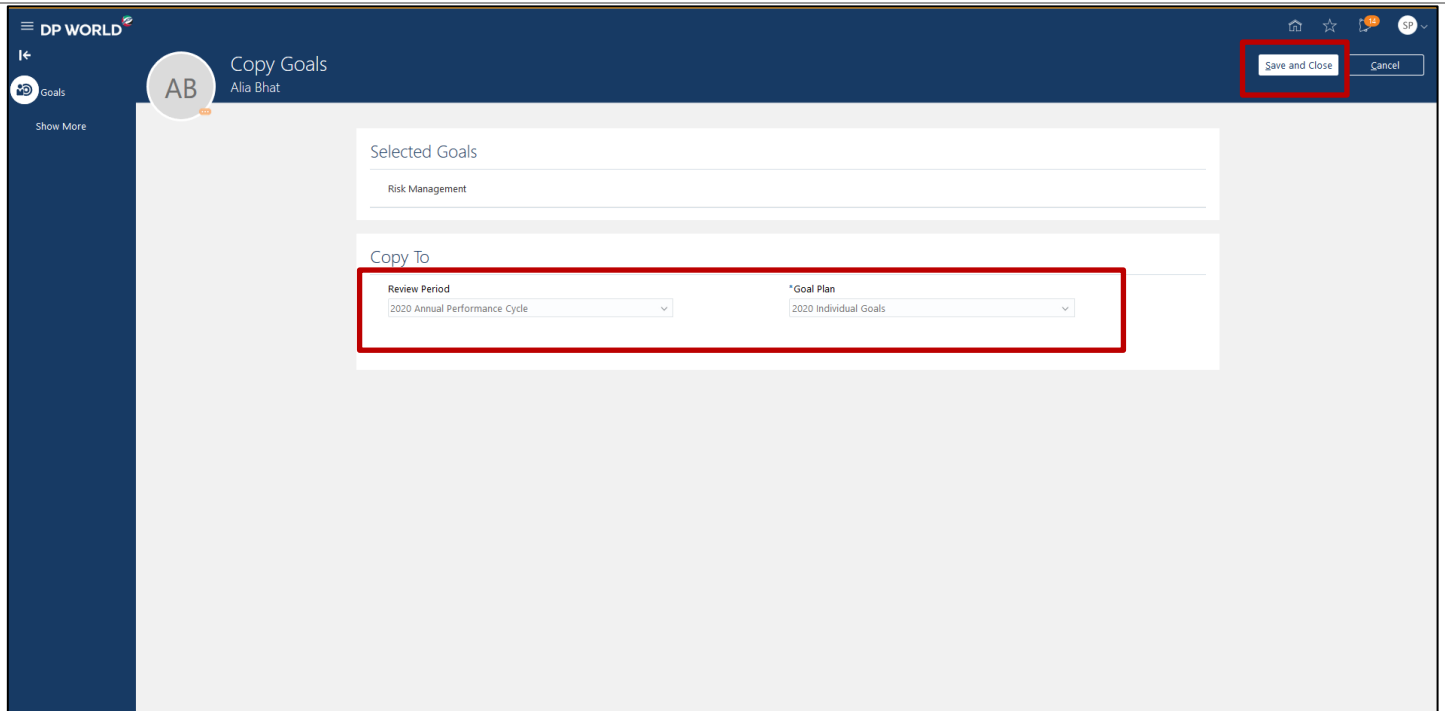 DP WORLD
14
SP
Goals
Show More
AB
Copy Goals
Alia Bhat
Save and Close
Cancel
Selected Goals
Risk Management
Copy To
Review Period
*Goal Plan
2020 Annual Performance Cycle
2020 Individual Goals